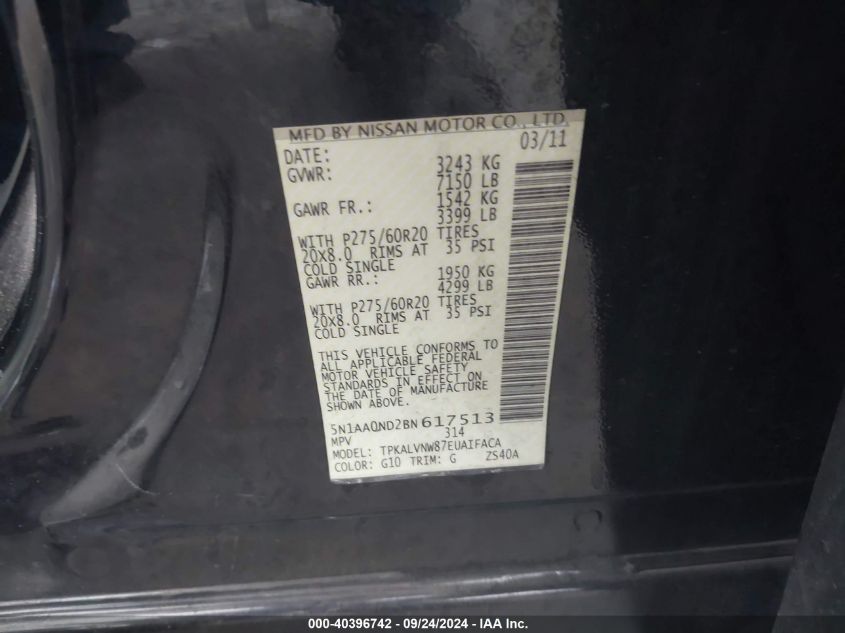 MFD BY NISSAN MOTOR CO., LTD.
DATE: 03/11
GVWR: 3243 KG
7150 LB
GAWR FR.: 1542 KG
3399 LB
WITH P275/60R20 TIRES
20X8.0 RIMS AT 35 PSI
COLD SINGLE
GAWR RR.: 1950 KG
4299 LB
WITH P275/60R20 TIRES
20X8.0 RIMS AT 35 PSI
COLD SINGLE
THIS VEHICLE CONFORMS TO
ALL APPLICABLE FEDERAL
MOTOR VEHICLE SAFETY
STANDARDS IN EFFECT ON
THE DATE OF MANUFACTURE
SHOWN ABOVE.
5N1AA0ND2BN 617513
MPV 314
MODEL: TPKALVNW87EUAIFACA
COLOR: G10 TRIM: G ZS40A
000-40396742 - 09/24/2024 - IAA Inc.